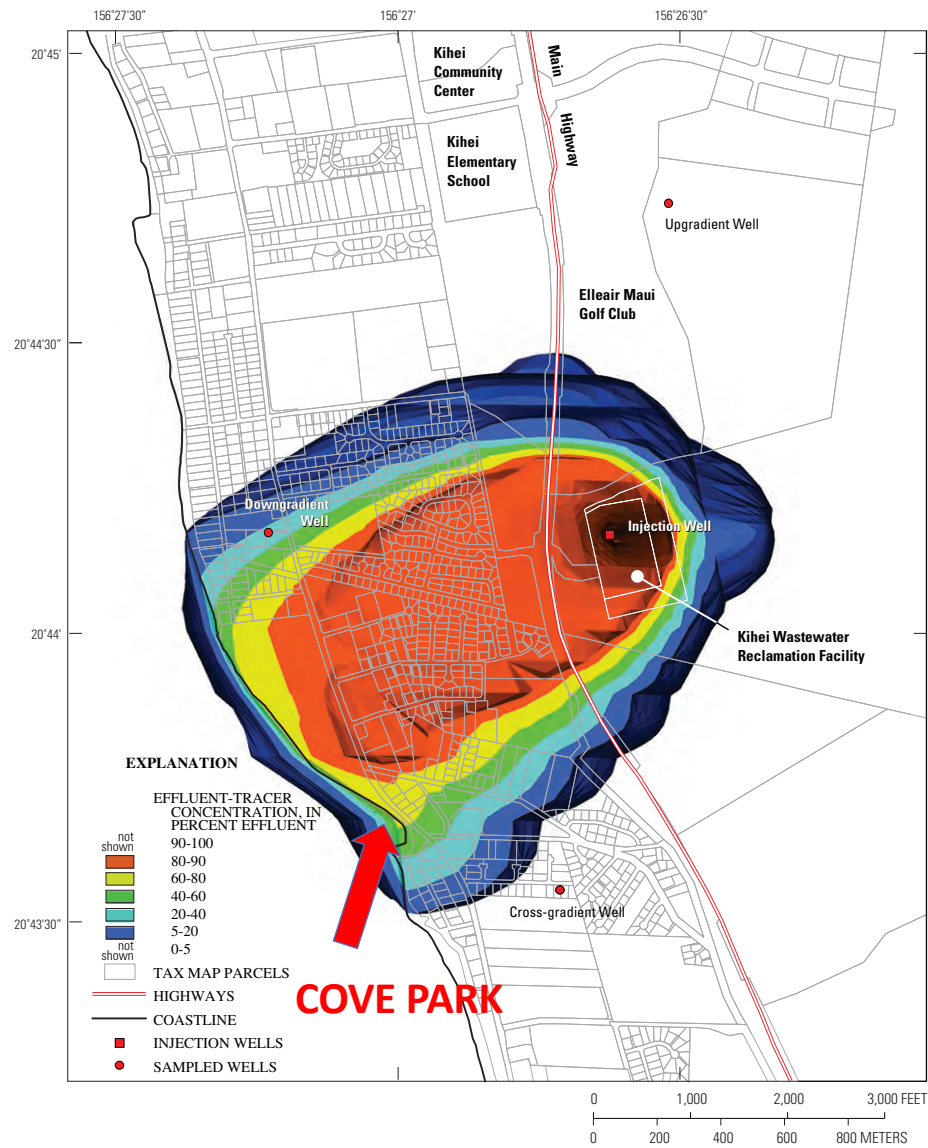 156°27'30"
156°27'
156°26'30"
20°45'
Kihei
Community
Center
Main
Highway
Kihei
Elementary
School
Upgradient Well
Elleair Maui
Golf Club
20°44'30"
Downgradient
Well
Injection Well
20°44'
Kihei Wastewater
Reclamation Facility
EXPLANATION
EFFLUENT-TRACER
CONCENTRATION, IN
PERCENT EFFLUENT
not
shown
90-100
80-90
60-80
40-60
20-40
5-20
not
shown
0-5
TAX MAP PARCELS
HIGHWAYS
COASTLINE
INJECTION WELLS
SAMPLED WELLS
20°43'30"
Cross-gradient Well
COVE PARK
0 1,000 2,000 3,000 FEET
0 200 400 600 800 METERS